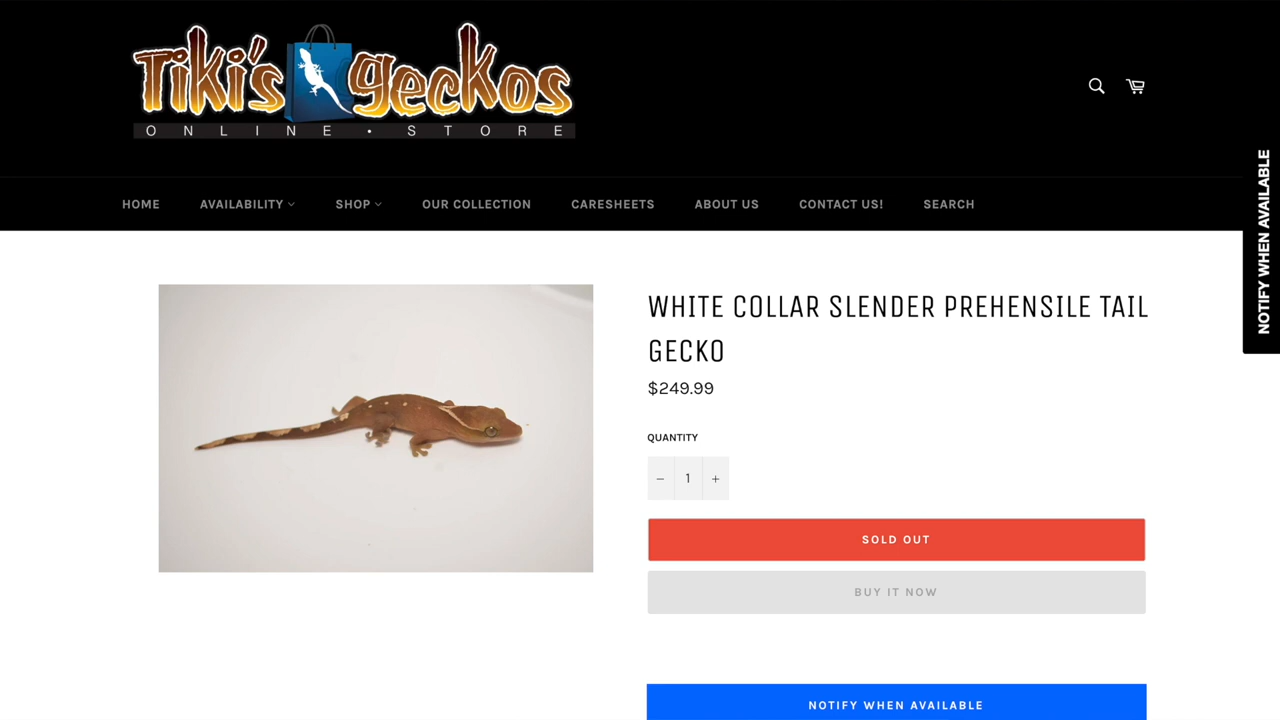 Tiki's geckos
ONLINE • STORE
HOME
AVAILABILITY
SHOP
OUR COLLECTION
CARESHEETS
ABOUT US
CONTACT US!
SEARCH
NOTIFY WHEN AVAILABLE
WHITE COLLAR SLENDER PREHENSILE TAIL
GECKO
$249.99
QUANTITY
− 1 +
SOLD OUT
BUY IT NOW
NOTIFY WHEN AVAILABLE